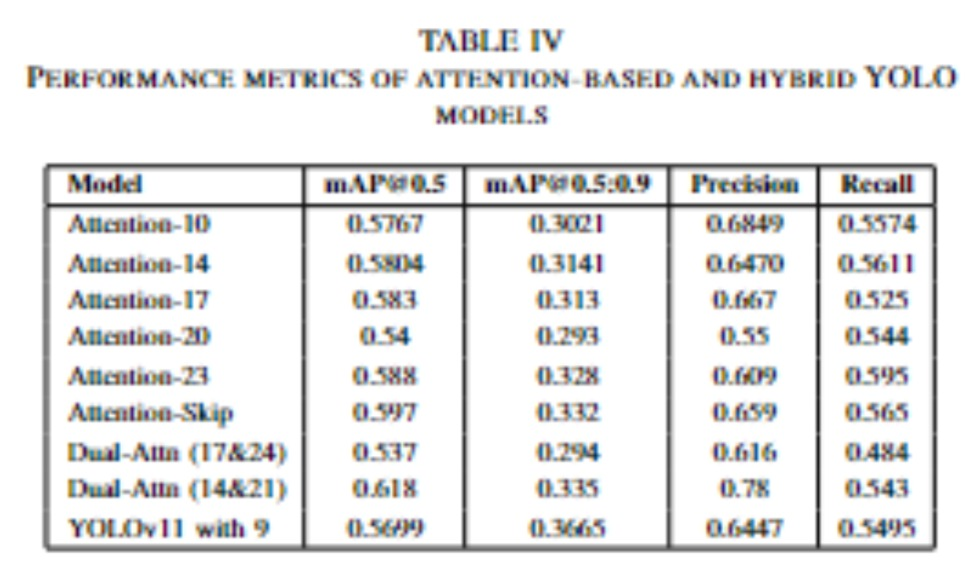 TABLE IV
PERFORMANCE METRICS OF ATTENTION-BASED AND HYBRID YOLO
MODELS
Model mAP@0.5 mAP@0.5:0.9 Precision Recall
Attention-10 0.5767 0.3021 0.6849 0.5574
Attention-14 0.5804 0.3141 0.6470 0.5611
Attention-17 0.583 0.313 0.667 0.525
Attention-20 0.54 0.293 0.55 0.544
Attention-23 0.588 0.328 0.609 0.595
Attention-Skip 0.597 0.332 0.659 0.565
Dual-Attn (17&24) 0.537 0.294 0.616 0.484
Dual-Attn (14&21) 0.618 0.335 0.78 0.543
YOLOv11 with 9 0.5699 0.3665 0.6447 0.5495